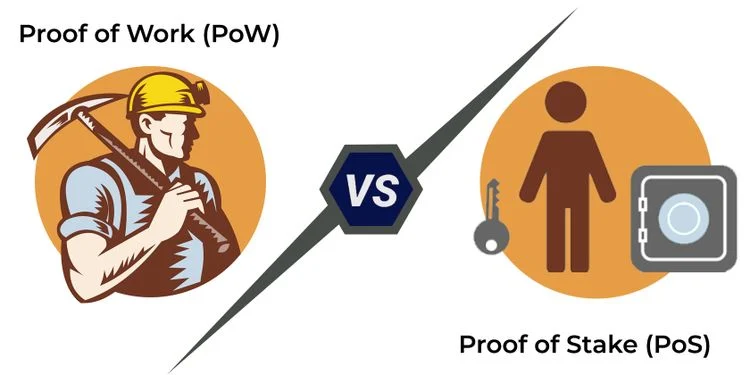 Proof of Work (PoW)
VS
Proof of Stake (PoS)